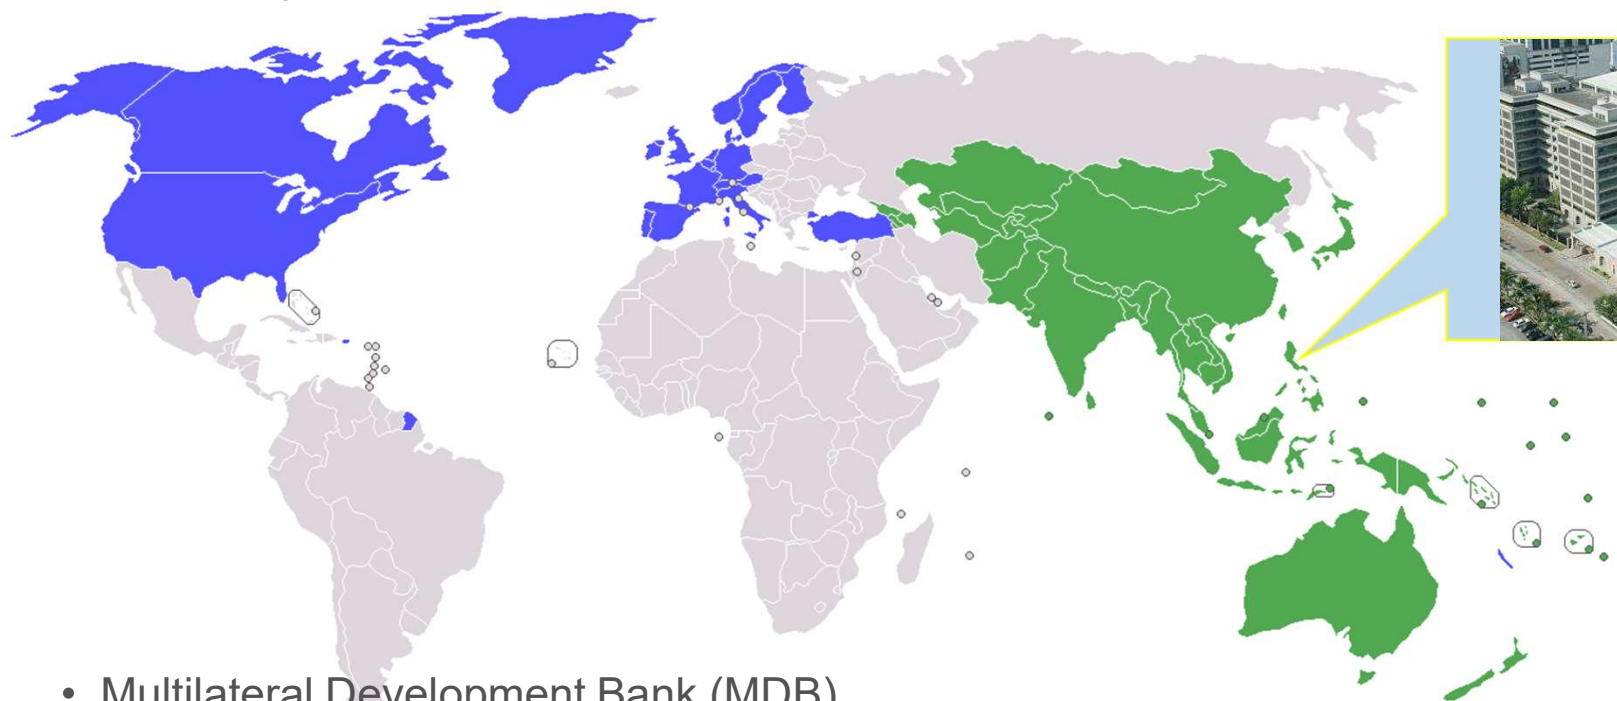 • Multilateral Development Bank (MDB)